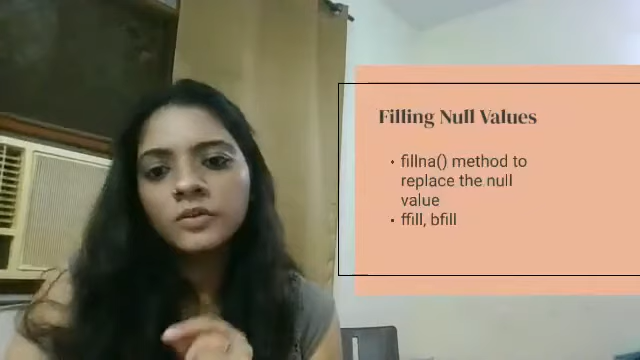 Filling Null Values
• fillna() method to
replace the null
value
• ffill, bfill